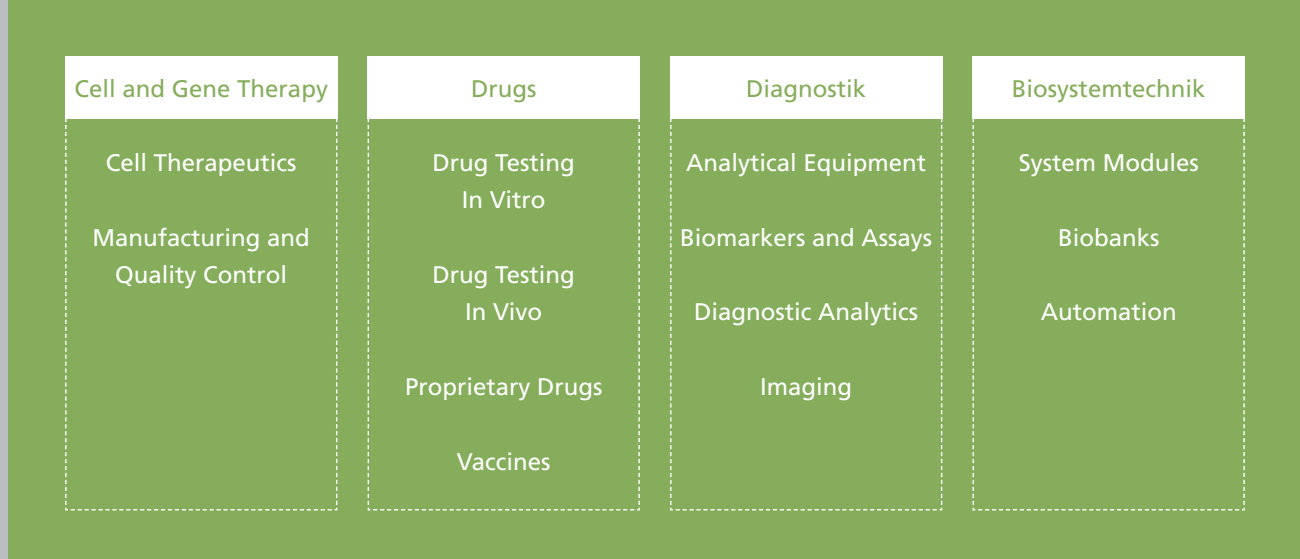 Cell and Gene Therapy
Cell Therapeutics
Manufacturing and
Quality Control
Drugs
Drug Testing
In Vitro
Drug Testing
In Vivo
Proprietary Drugs
Vaccines
Diagnostik
Analytical Equipment
Biomarkers and Assays
Diagnostic Analytics
Imaging
Biosystemtechnik
System Modules
Biobanks
Automation